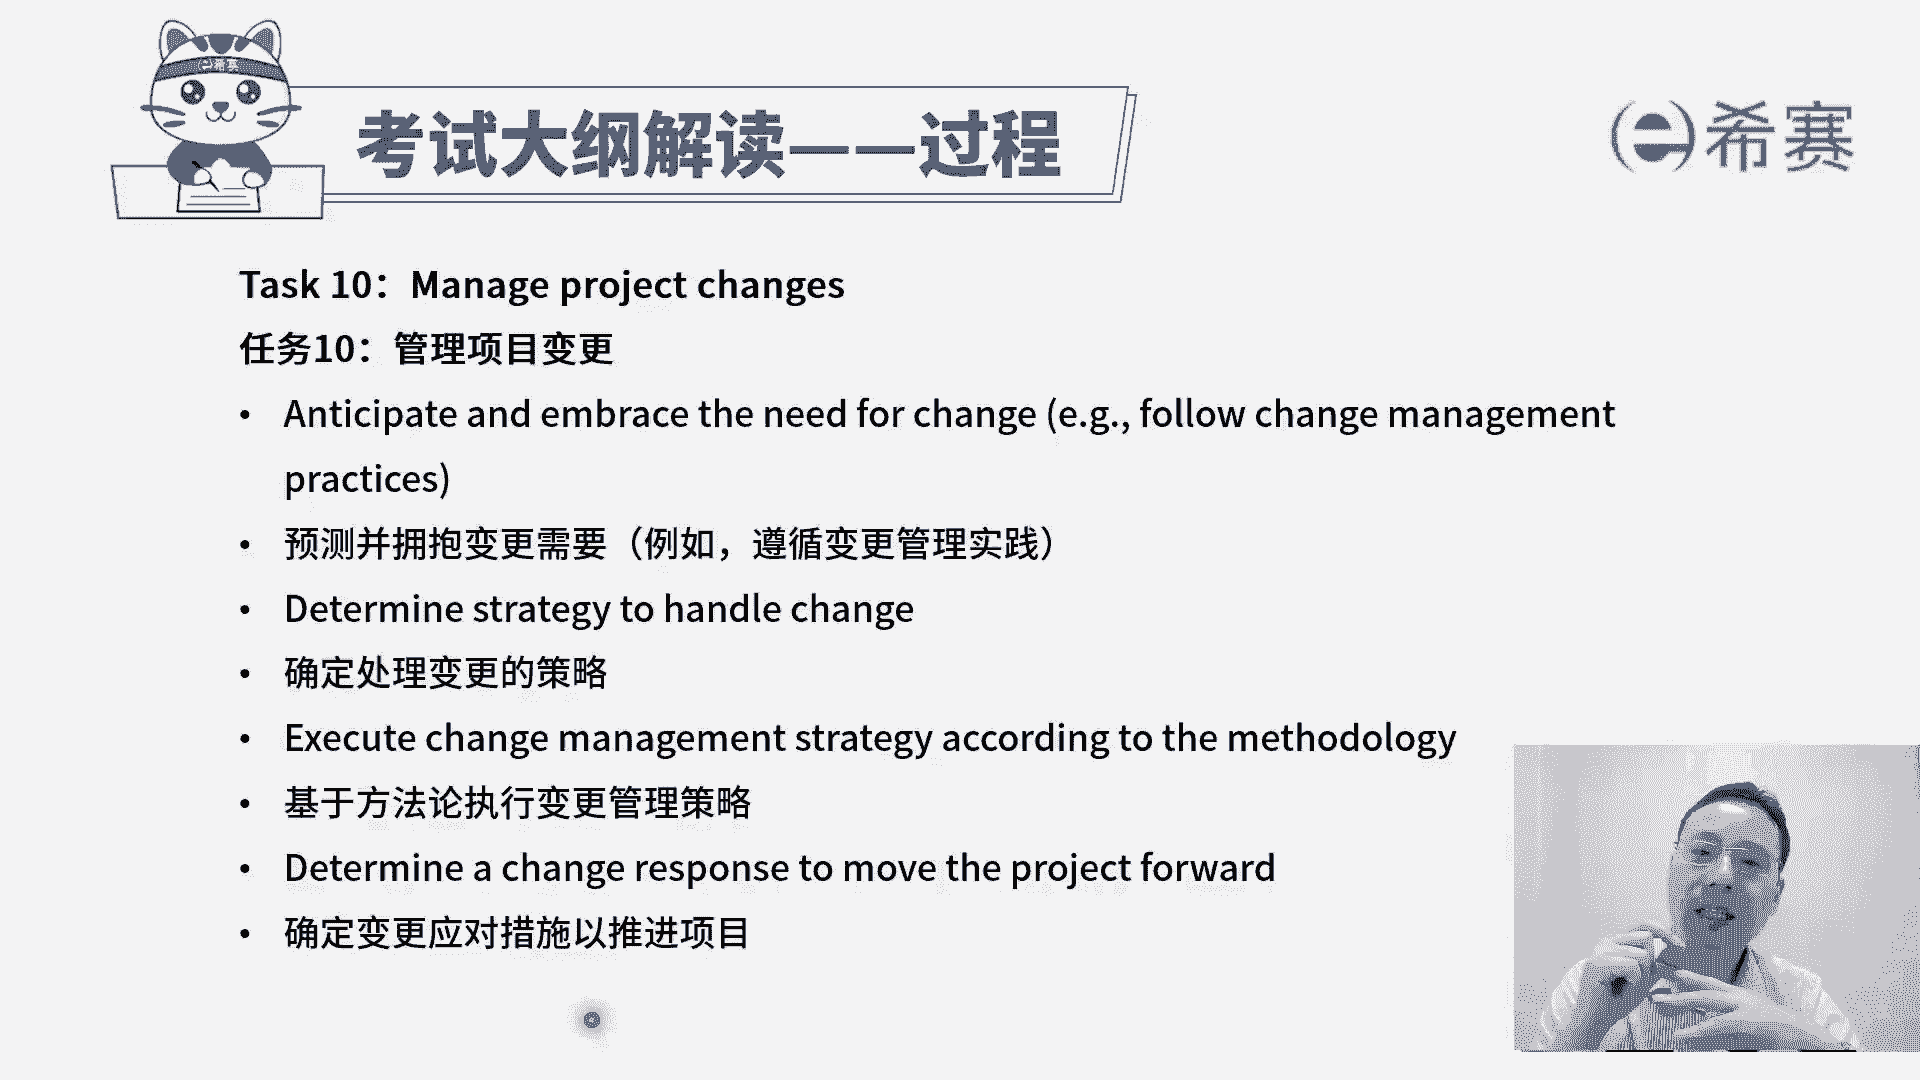 希赛
考试大纲解读——过程
希赛
Task 10：Manage project changes
任务10：管理项目变更
• Anticipate and embrace the need for change (e.g., follow change management
practices)
• 预测并拥抱变更需要（例如，遵循变更管理实践）
• Determine strategy to handle change
• 确定处理变更的策略
• Execute change management strategy according to the methodology
• 基于方法论执行变更管理策略
• Determine a change response to move the project forward
• 确定变更应对措施以推进项目